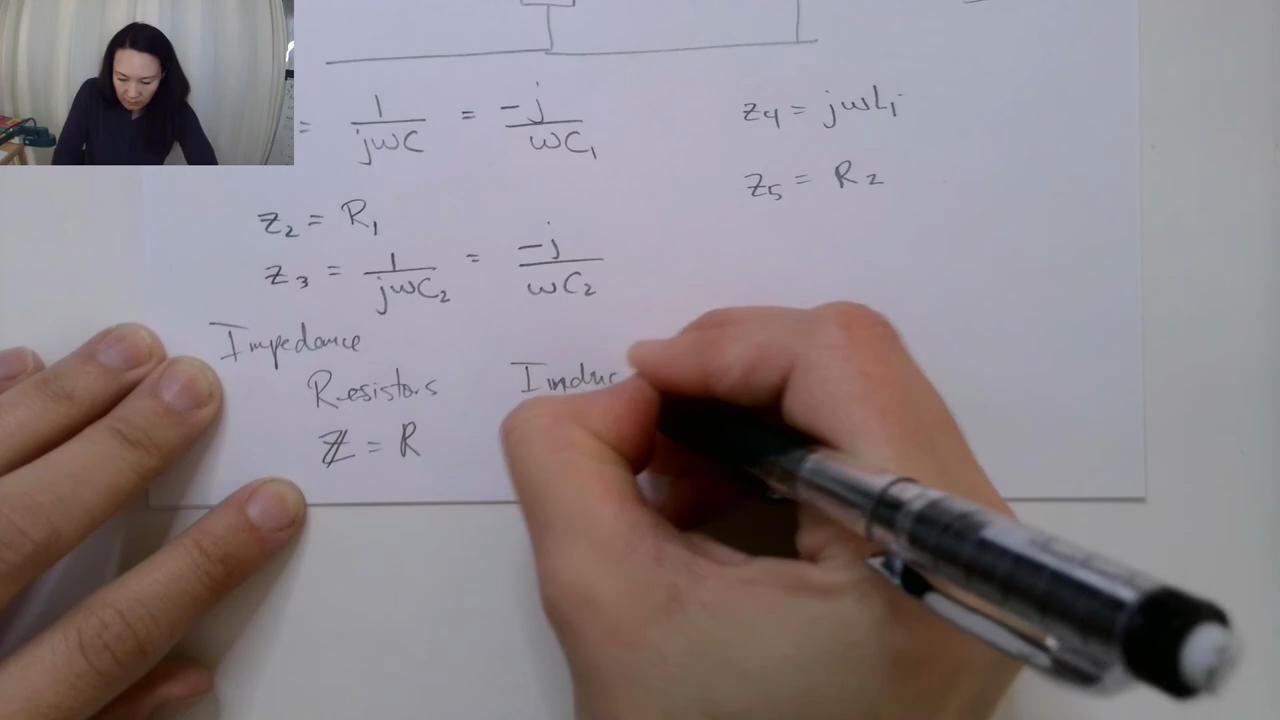 = 1/jωC = -j/ωC₁
z₄ = jωL₁
z₅ = R₂
z₂ = R₁
z₃ = 1/jωC₂ = -j/ωC₂
Impedance
Resistors Induc
Z = R